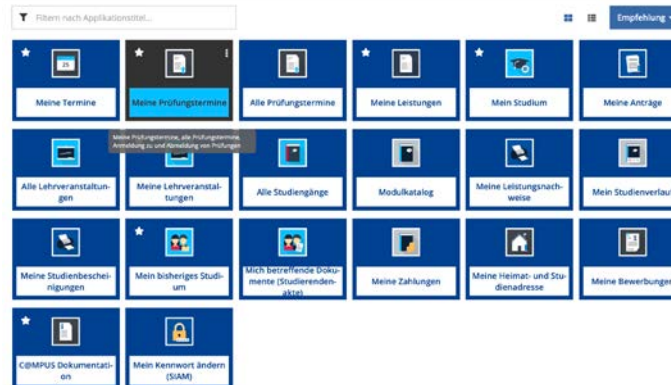 Filtern nach Applikationstitel...
Empfehlung
Meine Termine
Meine Prüfungstermine
Alle Prüfungstermine
Meine Leistungen
Mein Studium
Meine Anträge
Meine Prüfungstermine, alle Prüfungstermine,
Anmeldung zu und Abmeldung von Prüfungen
Alle Lehrveranstaltun-
gen
Meine Lehrveranstal-
tungen
Alle Studiengänge
Modulkatalog
Meine Leistungsnach-
weise
Mein Studienverlauf
Meine Studienbeschei-
nigungen
Mein bisheriges Studi-
um
Mich betreffende Doku-
mente (Studierenden-
akte)
Meine Zahlungen
Meine Heimat- und Stu-
dienadresse
Meine Bewerbungen
C@MPUS Dokumentati-
on
Mein Kennwort ändern
(SIAM)